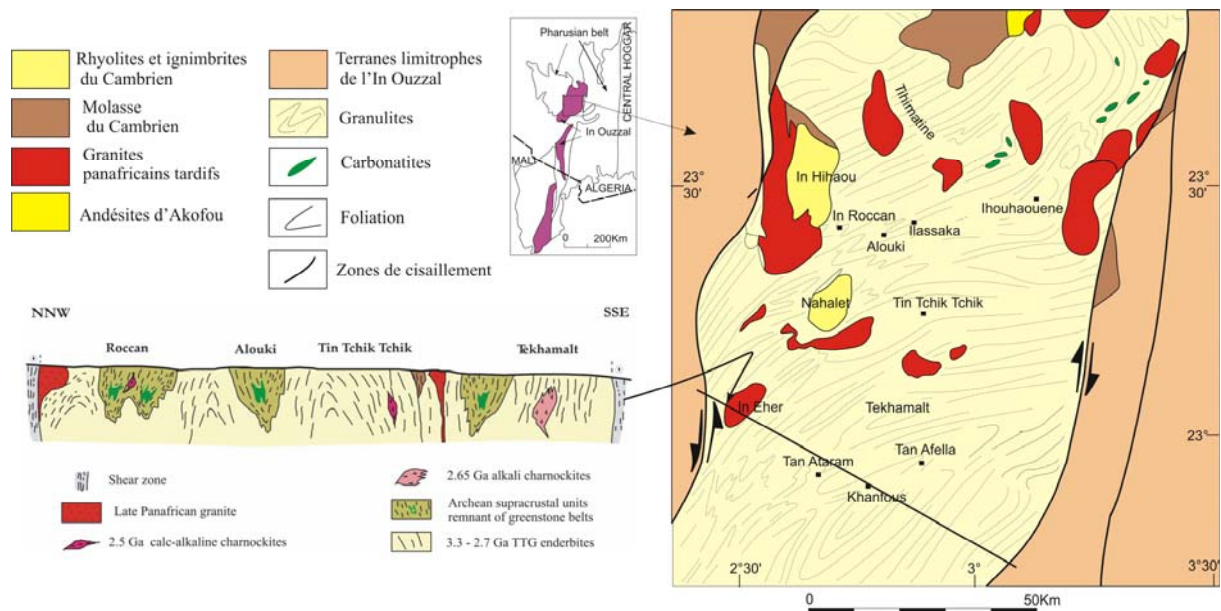 Rhyolites et ignimbrites
du Cambrien
Molasse
du Cambrien
Granites
panafricains tardifs
Andésites d'Akofou
Terranes limitrophes
de l'In Ouzzal
Granulites
Carbonatites
Foliation
Zones de cisaillement
Pharusian belt
CENTRAL HOGGAR
In Ouzzal
MALI
ALGERIA
0 200Km
NNW
SSE
Roccan
Alouki
Tin Tchik Tchik
Tekhamalt
Shear zone
Late Panafrican granite
2.5 Ga calc-alkaline charnockites
2.65 Ga alkali charnockites
Archean supracrustal units
remnant of greenstone belts
3.3 - 2.7 Ga TTG enderbites
Tihimatine
In Hihaou
23°
30'
23°
30'
Ihouhaouene
In Roccan
Ilassaka
Alouki
Nahalet
Tin Tchik Tchik
In Eher
Tekhamalt
23°
Tan Afella
Tan Ataram
Khanfous
2°30'
3°
3°30'
0 50Km